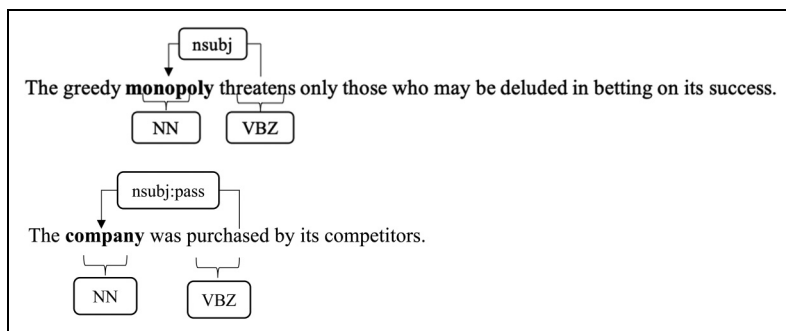 nsubj
The greedy monopoly threatens only those who may be deluded in betting on its success.
NN VBZ
nsubj:pass
The company was purchased by its competitors.
NN VBZ